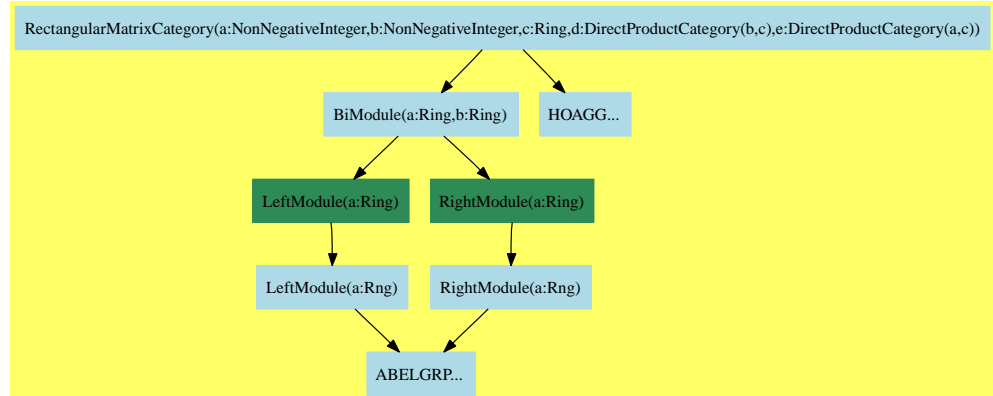 RectangularMatrixCategory(a:NonNegativeInteger,b:NonNegativeInteger,c:Ring,d:DirectProductCategory(b,c),e:DirectProductCategory(a,c))
BiModule(a:Ring,b:Ring)
HOAGG...
LeftModule(a:Ring)
RightModule(a:Ring)
LeftModule(a:Rng)
RightModule(a:Rng)
ABELGRP...